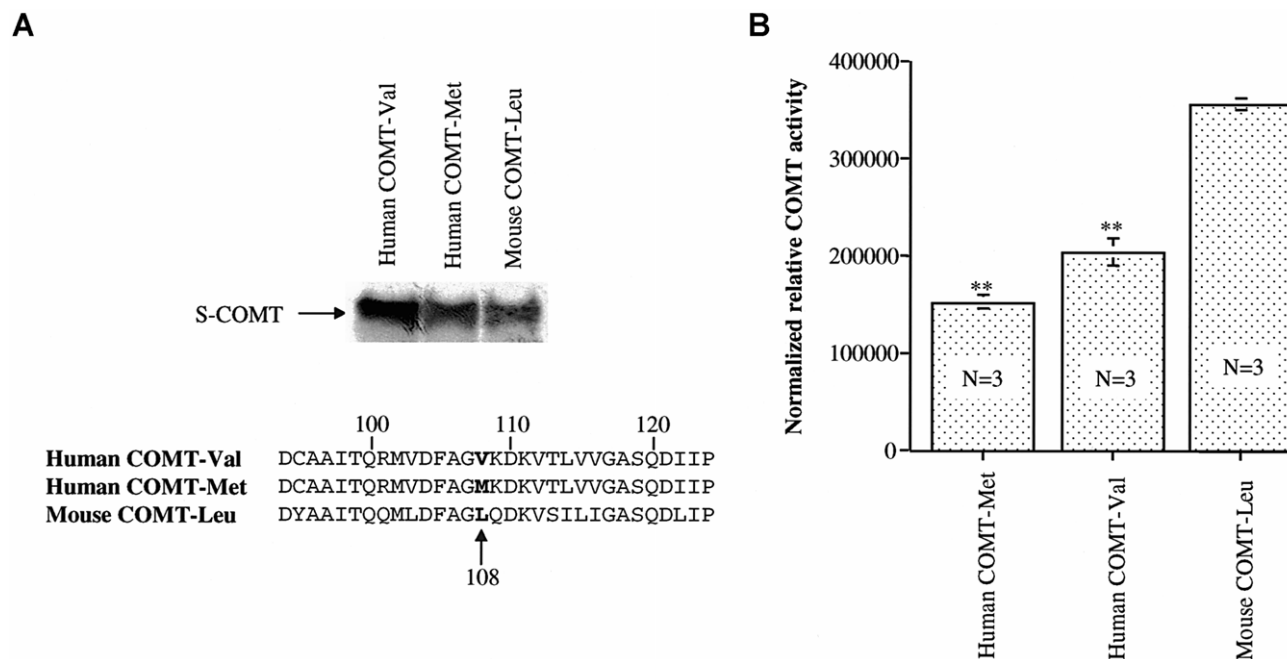 A
Human COMT-Val
Human COMT-Met
Mouse COMT-Leu
S-COMT
100 110 120
Human COMT-Val DCAAITQRMVDFAGVKDKVTLVVGASQDIIP
Human COMT-Met DCAAITQRMVDFAGMKDKVTLVVGASQDIIP
Mouse COMT-Leu DYAAITQQMLDFAGLQDKVSILIGASQDLIP
108
B
Normalized relative COMT activity
400000
300000
200000
100000
0
**
**
N=3
N=3
N=3
Human COMT-Met
Human COMT-Val
Mouse COMT-Leu